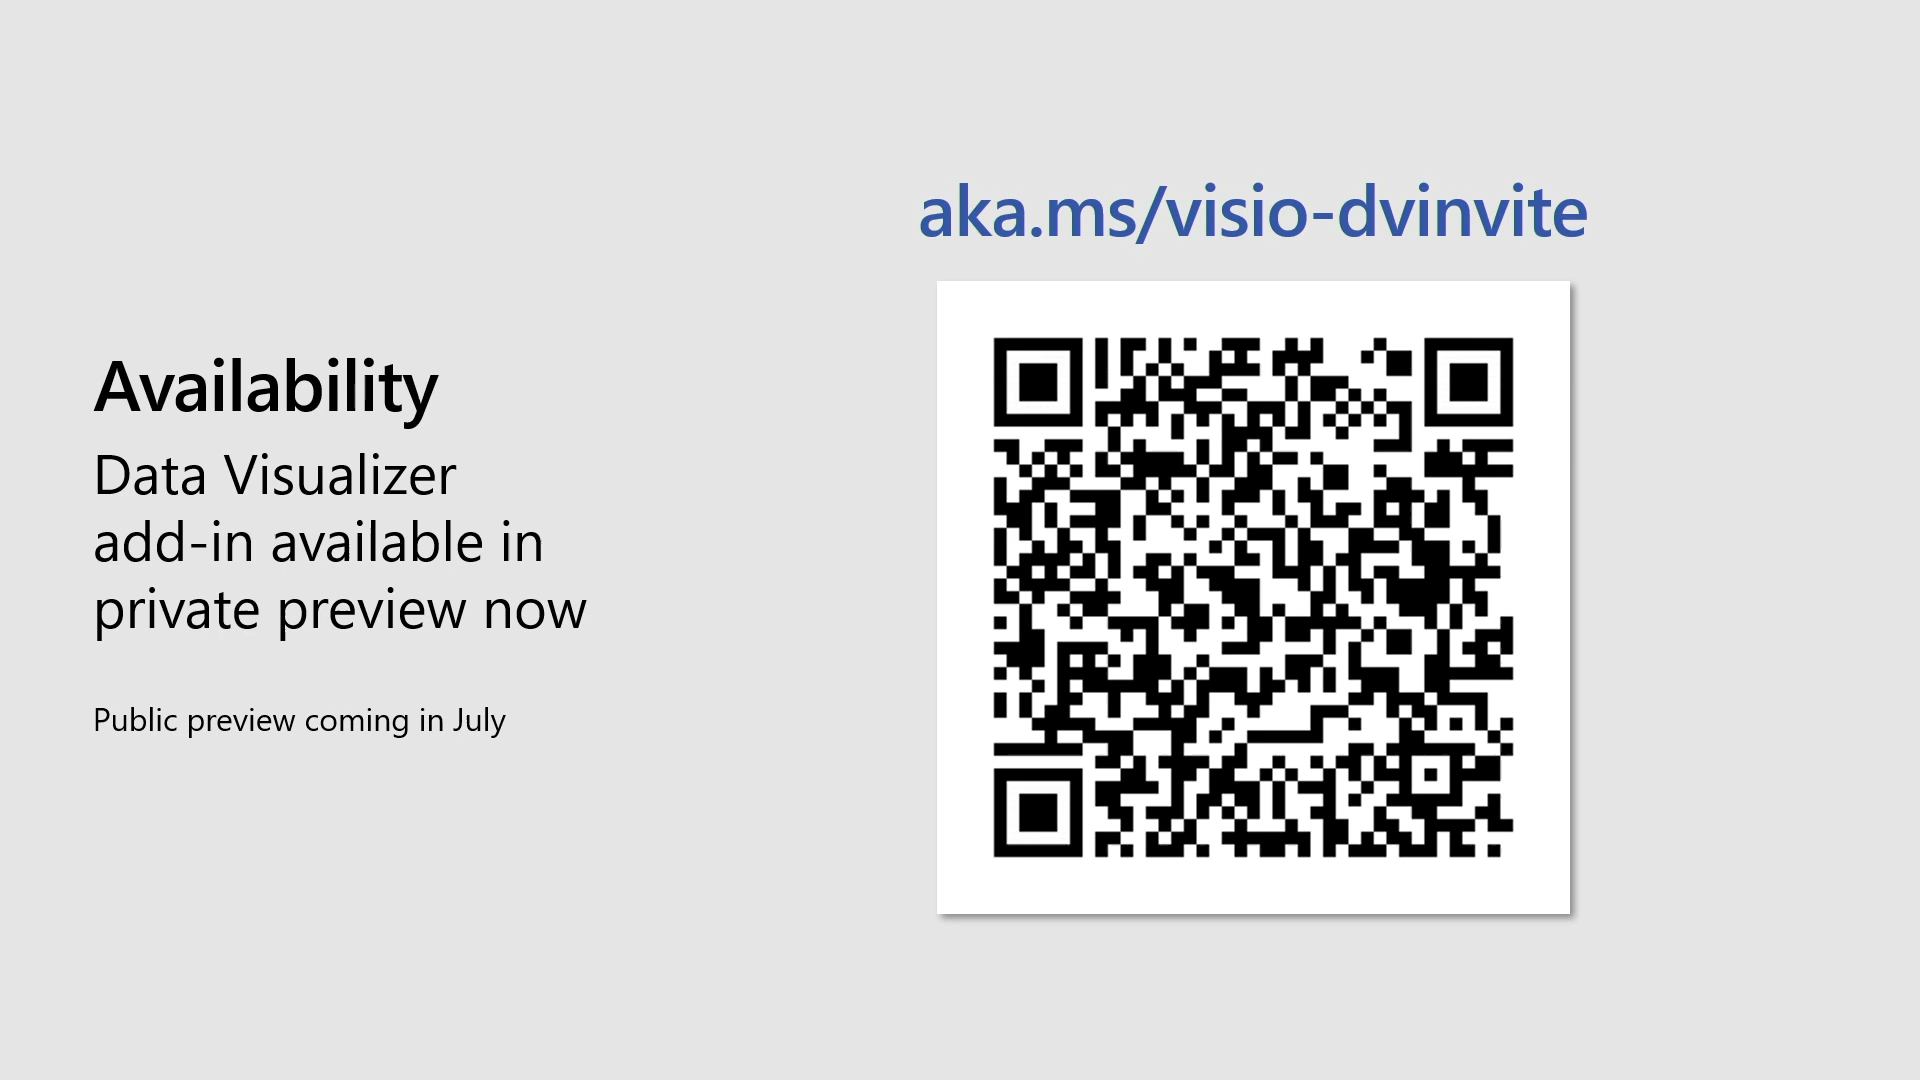 Availability
Data Visualizer
add-in available in
private preview now
Public preview coming in July
aka.ms/visio-dvinvite